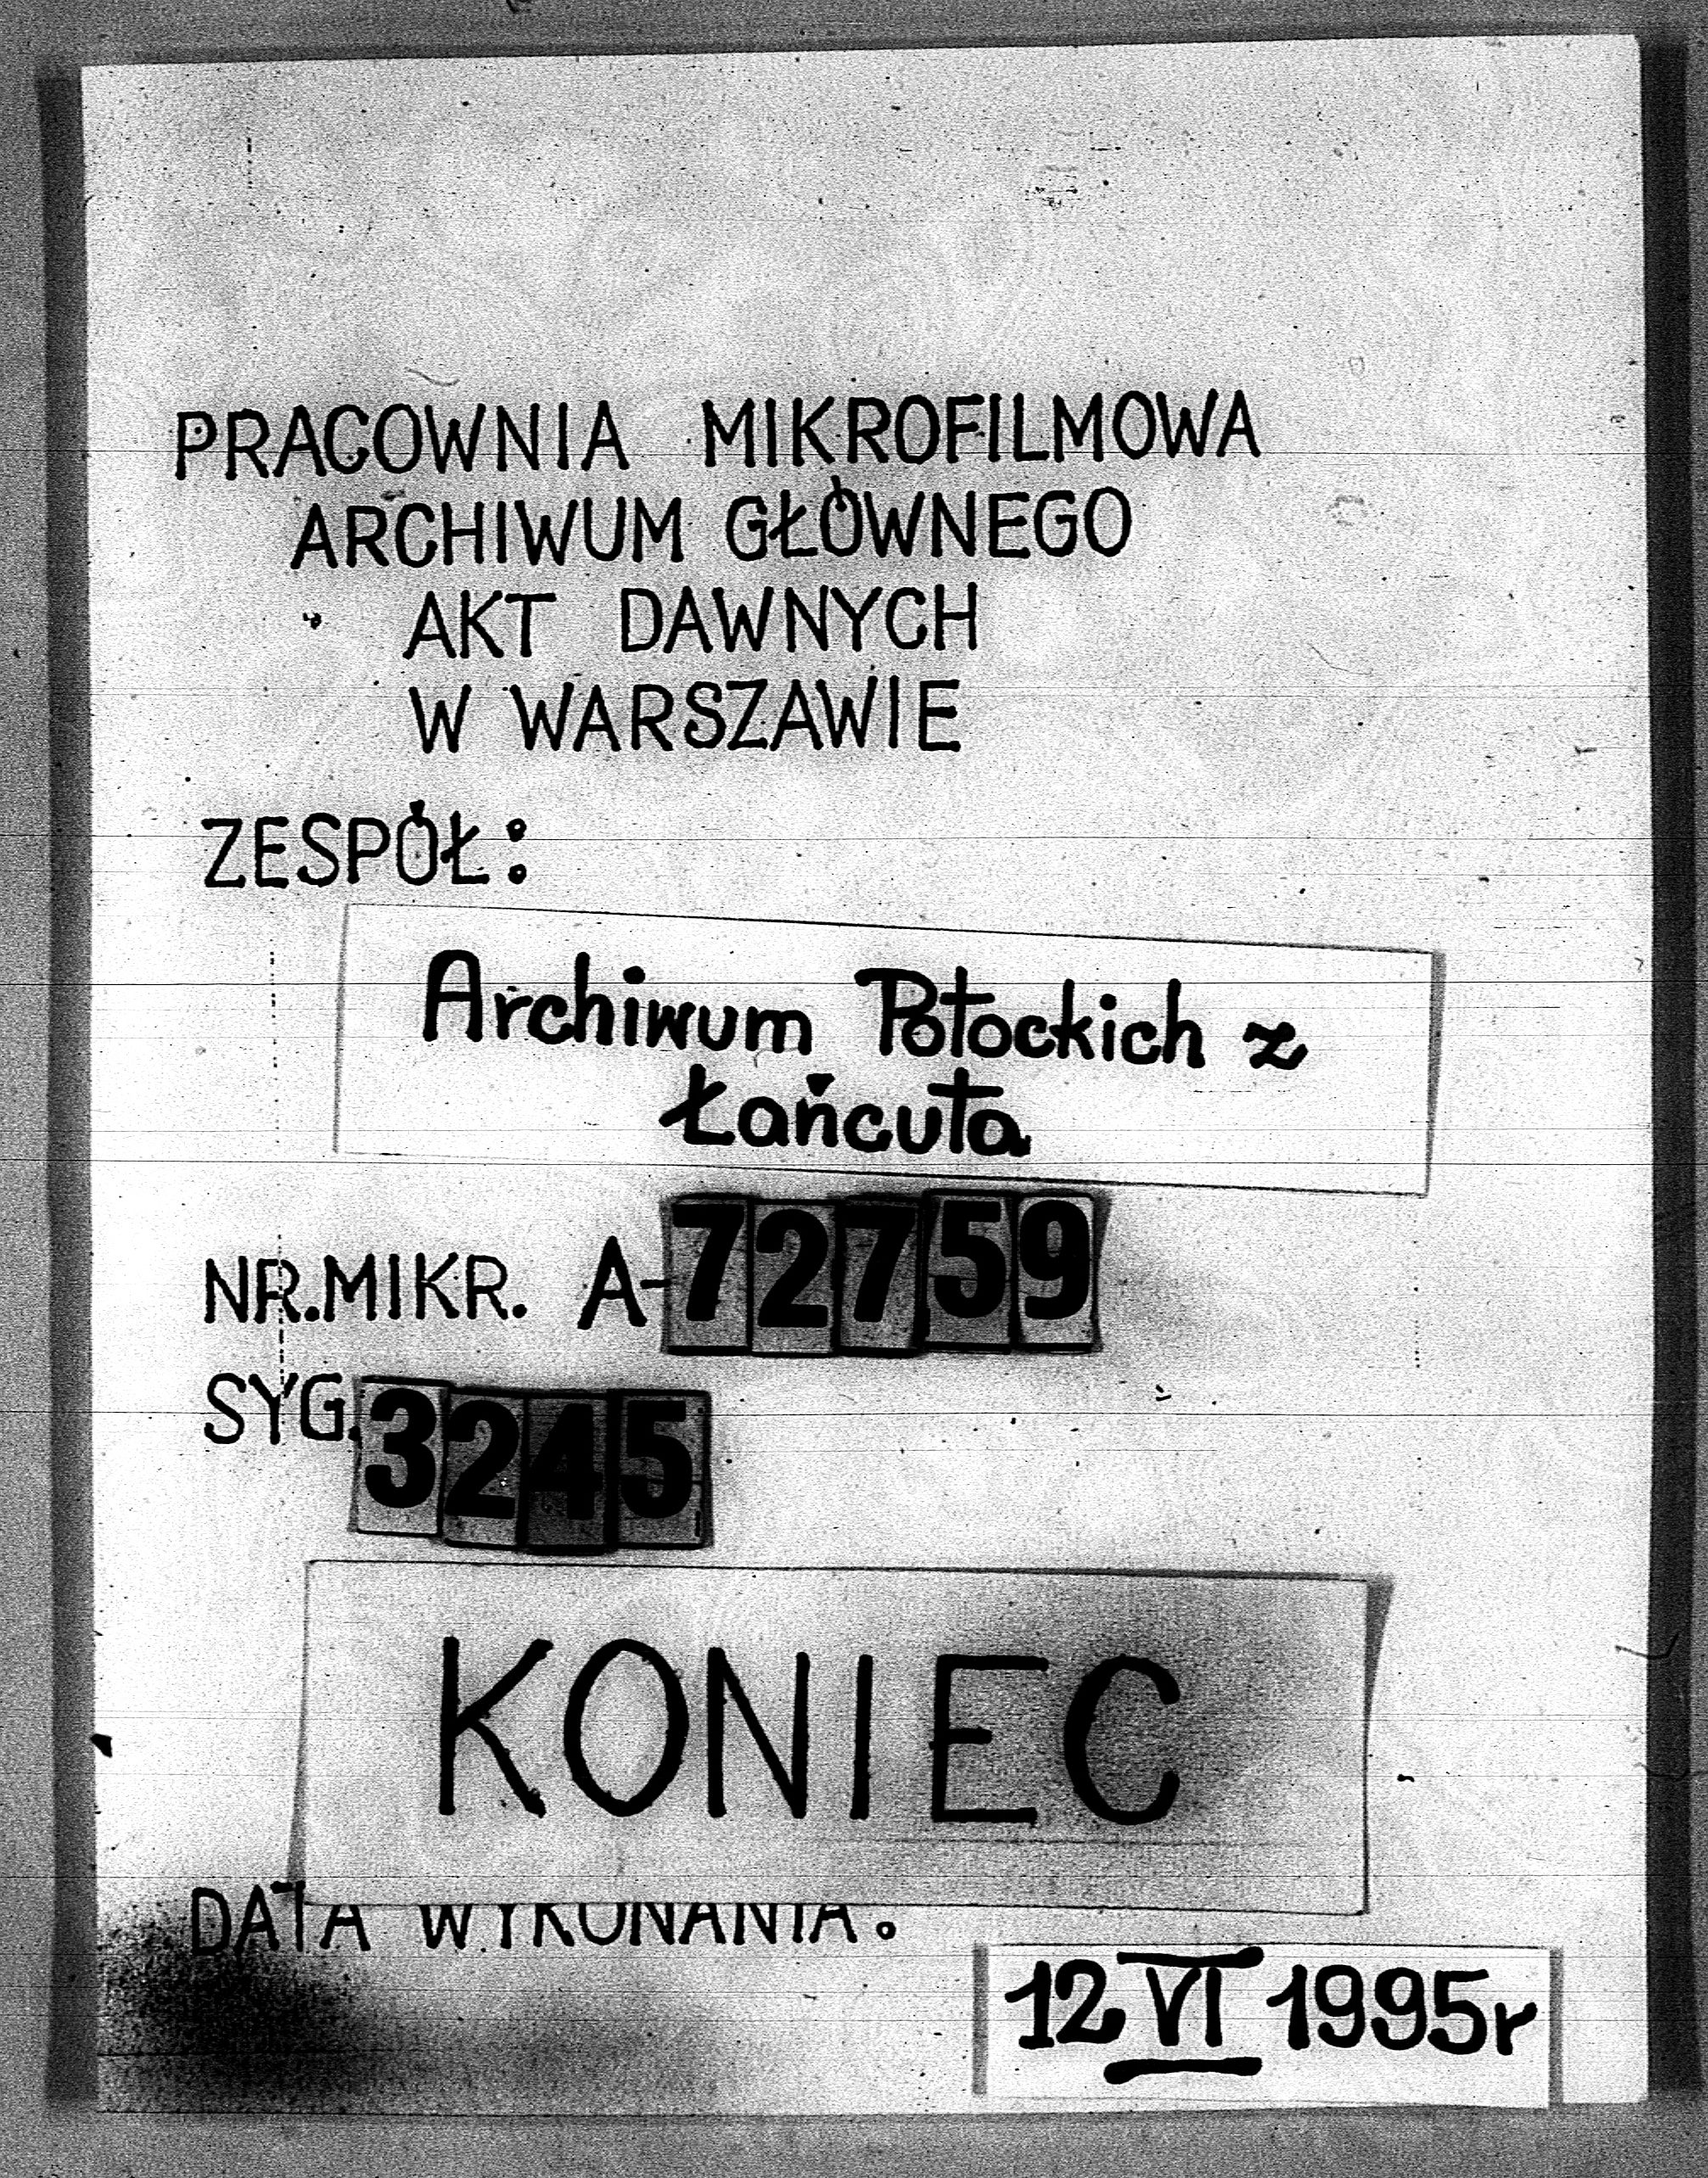 PRACOWNIA MIKROFILMOWA
ARCHIWUM GŁÓWNEGO
AKT DAWNYCH
W WARSZAWIE
ZESPÓŁ:
Archiwum Potockich z
Łańcuta
NR.MIKR. A-72759
SYG. 3245
KONIEC
DATA WYKONANIA:
12 VI 1995r